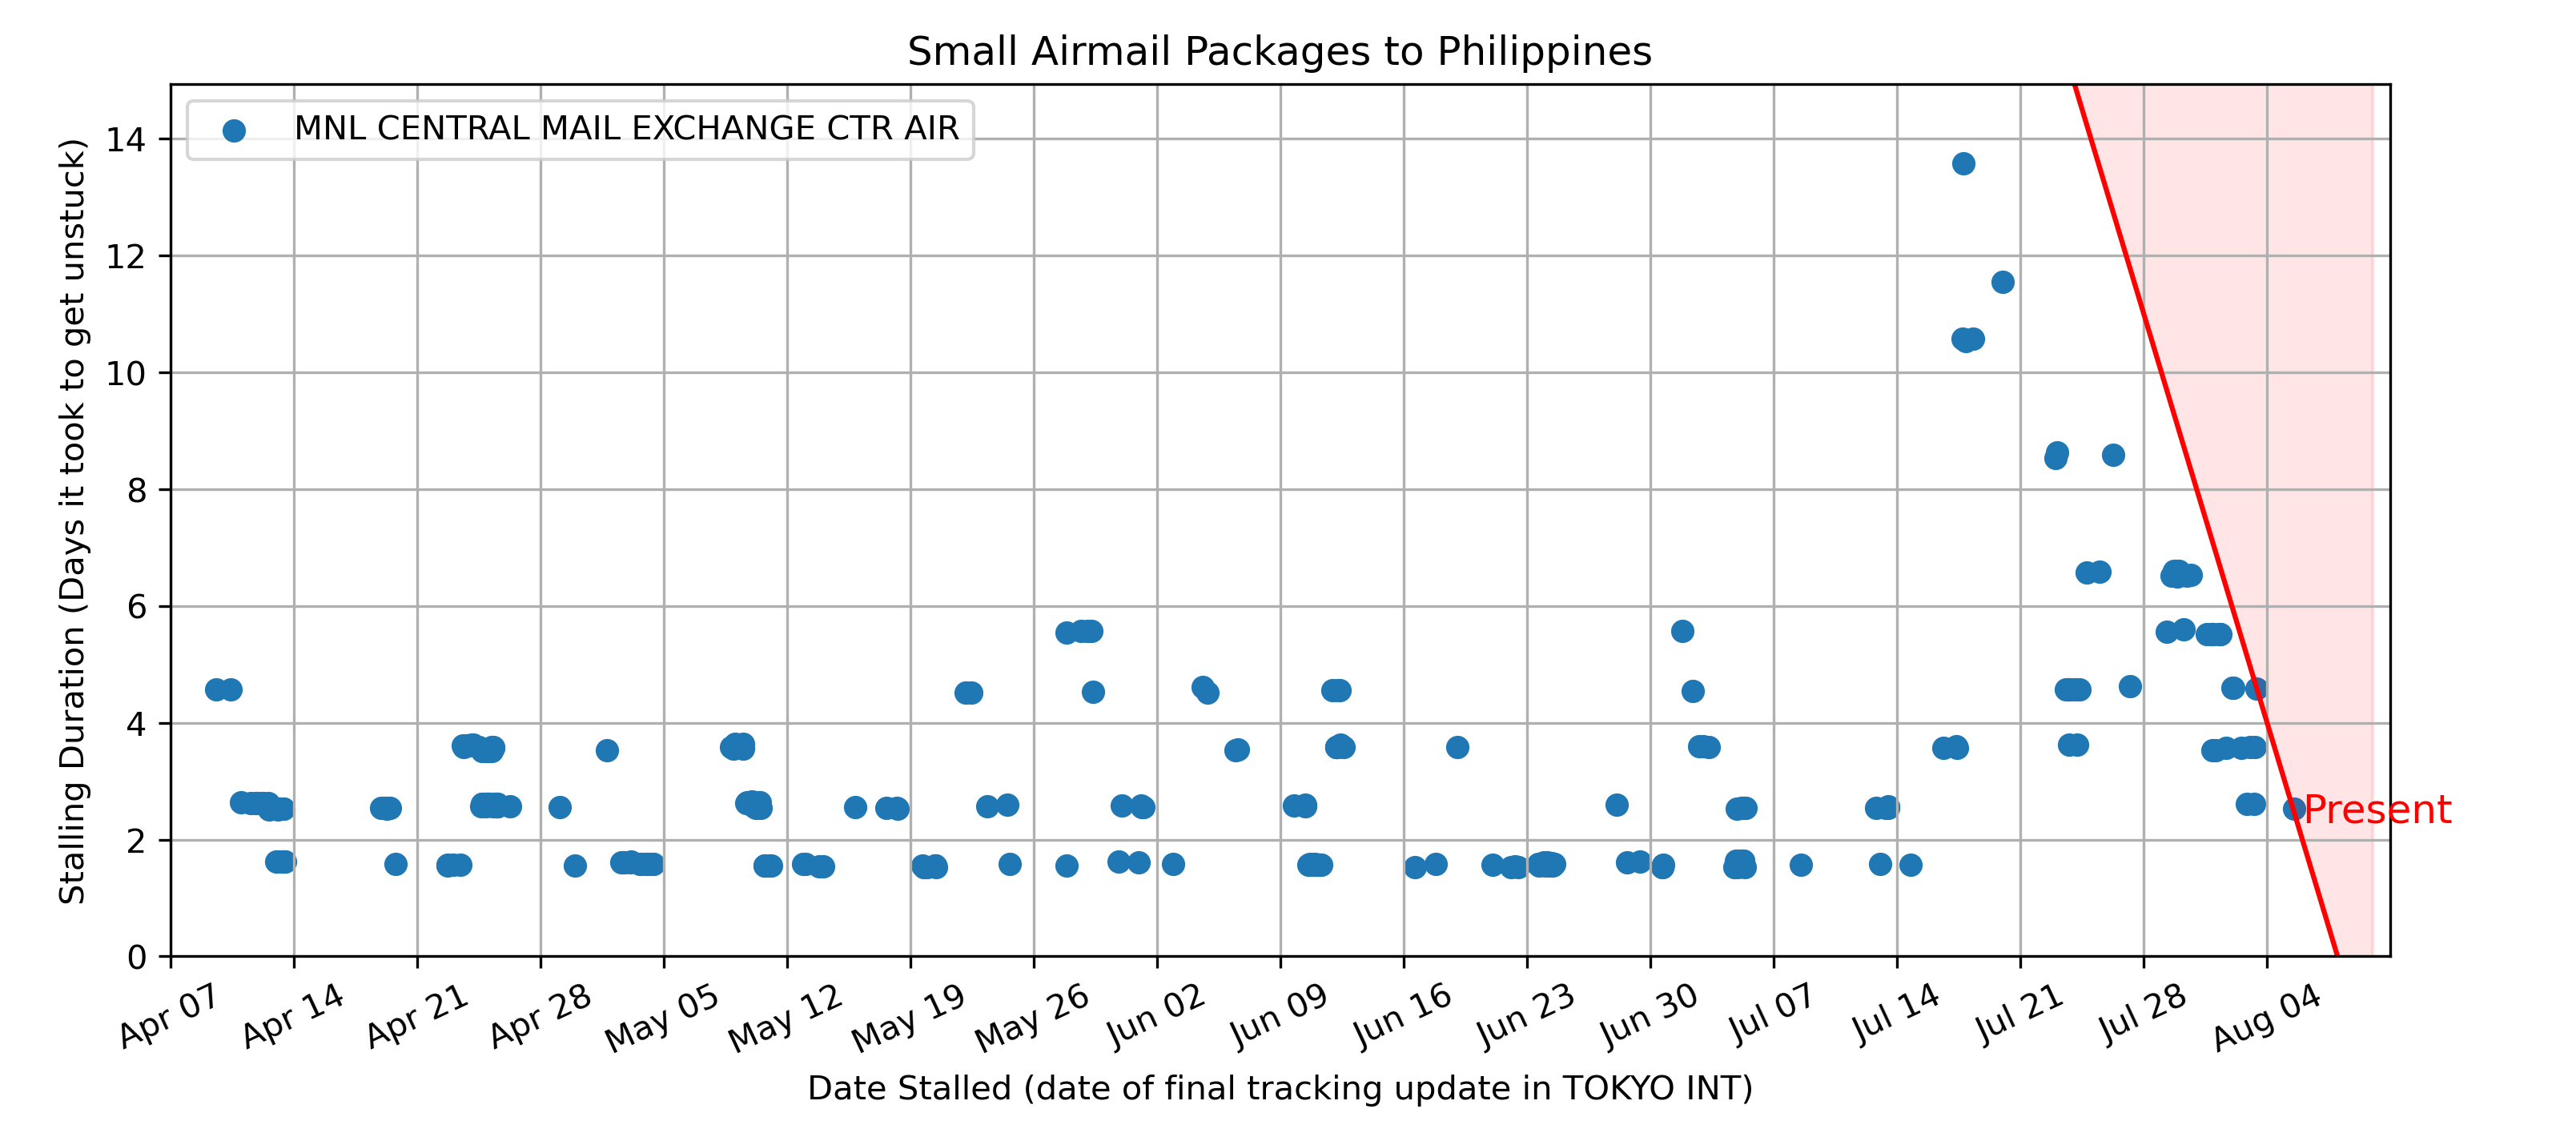 Small Airmail Packages to Philippines
MNL CENTRAL MAIL EXCHANGE CTR AIR
Stalling Duration (Days it took to get unstuck)
14
12
10
8
6
4
2
0
Present
Apr 07
Apr 14
Apr 21
Apr 28
May 05
May 12
May 19
May 26
Jun 02
Jun 09
Jun 16
Jun 23
Jun 30
Jul 07
Jul 14
Jul 21
Jul 28
Aug 04
Date Stalled (date of final tracking update in TOKYO INT)